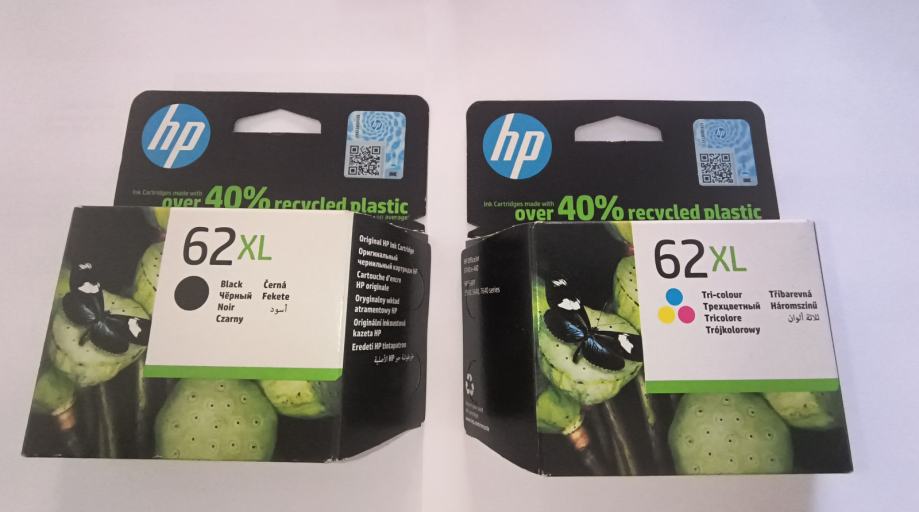 hp
Ink Cartridges made with
over 40% recycled plastic
62XL
Black Černá
Чёрный Fekete
Noir أسود
Czarny
Original HP Ink Cartridge
Оригинальный
чернильный картридж HP
Cartouche d'encre
HP originale
Oryginalny wkład
atramentowy HP
Originální inkoustová
kazeta HP
Eredeti HP tintapatron
hp
Ink Cartridges made with
over 40% recycled plastic
62XL
Tri-colour Tříbarevná
Трехцветный Háromszínű
Tricolore ثلاثة ألوان
Trójkolorowy